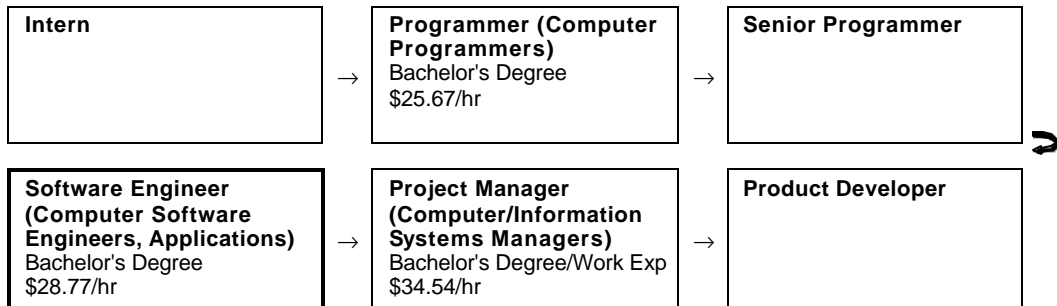 Intern
Programmer (Computer
Programmers)
Bachelor's Degree
$25.67/hr
Senior Programmer
→
→
Software Engineer
(Computer Software
Engineers, Applications)
Bachelor's Degree
$28.77/hr
→
Project Manager
(Computer/Information
Systems Managers)
Bachelor's Degree/Work Exp
$34.54/hr
→
Product Developer